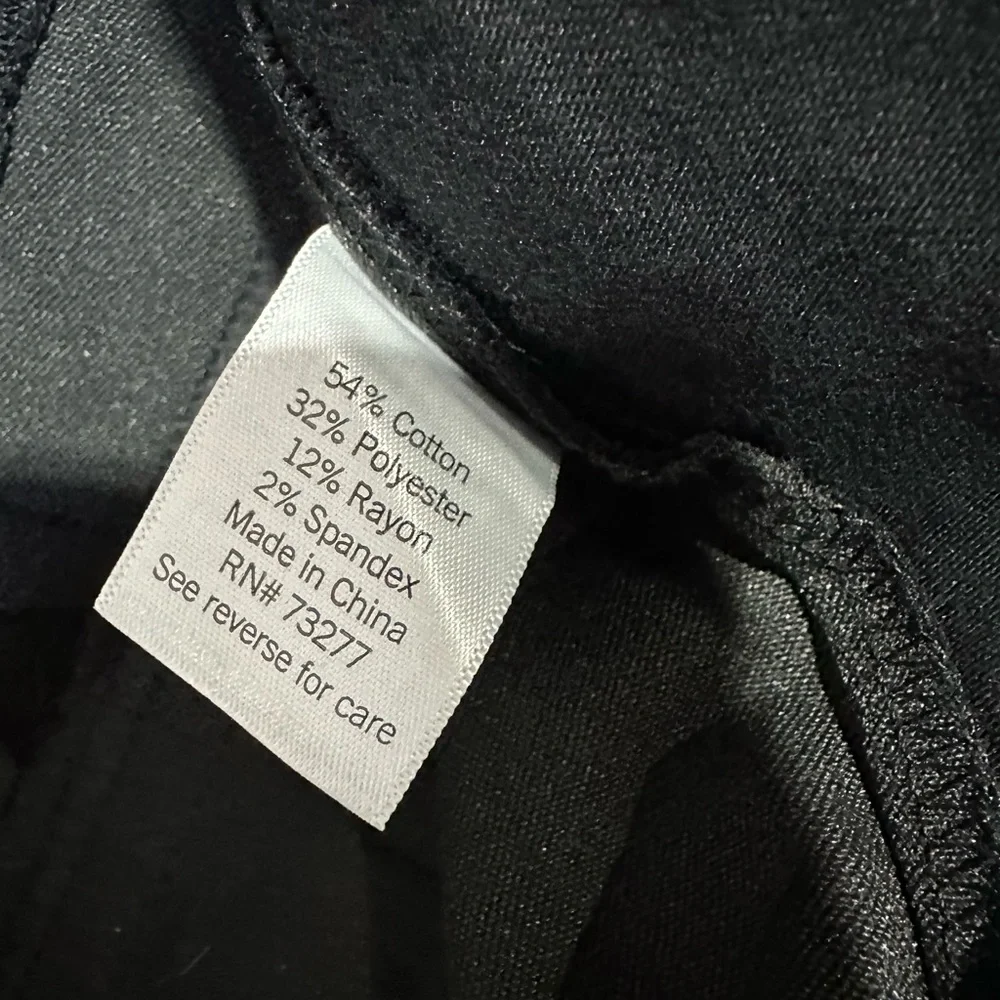 54% Cotton
32% Polyester
12% Rayon
2% Spandex
Made in China
RN# 73277
See reverse for care